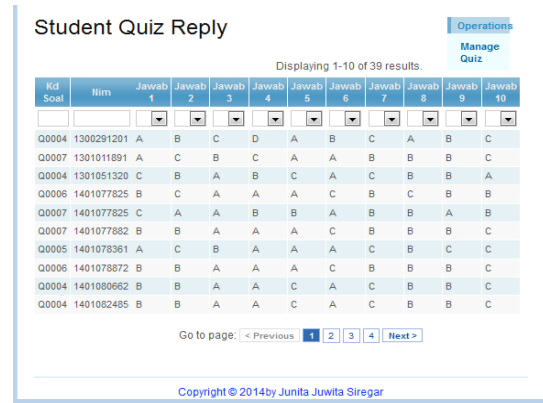 Student Quiz Reply
Operations
Manage
Quiz
Displaying 1-10 of 39 results.
Kd Soal Nim Jawab 1 Jawab 2 Jawab 3 Jawab 4 Jawab 5 Jawab 6 Jawab 7 Jawab 8 Jawab 9 Jawab 10
Q0004 1300291201 A B C D A B C A B C
Q0007 1301011891 A C B C A A B B B C
Q0004 1301051320 C B A B C A C B B A
Q0006 1401077825 B C A A A C B C B C
Q0007 1401077825 C A A B B A B B A B
Q0007 1401077882 B B A A A C B B B C
Q0005 1401078361 A C B A A A C B C C
Q0006 1401078872 B B A A A C B B B C
Q0004 1401080662 B B A A C A C B B C
Q0004 1401082485 B B A A C A C B B C
Go to page: < Previous 1 2 3 4 Next >
Copyright © 2014by Junita Juwita Siregar